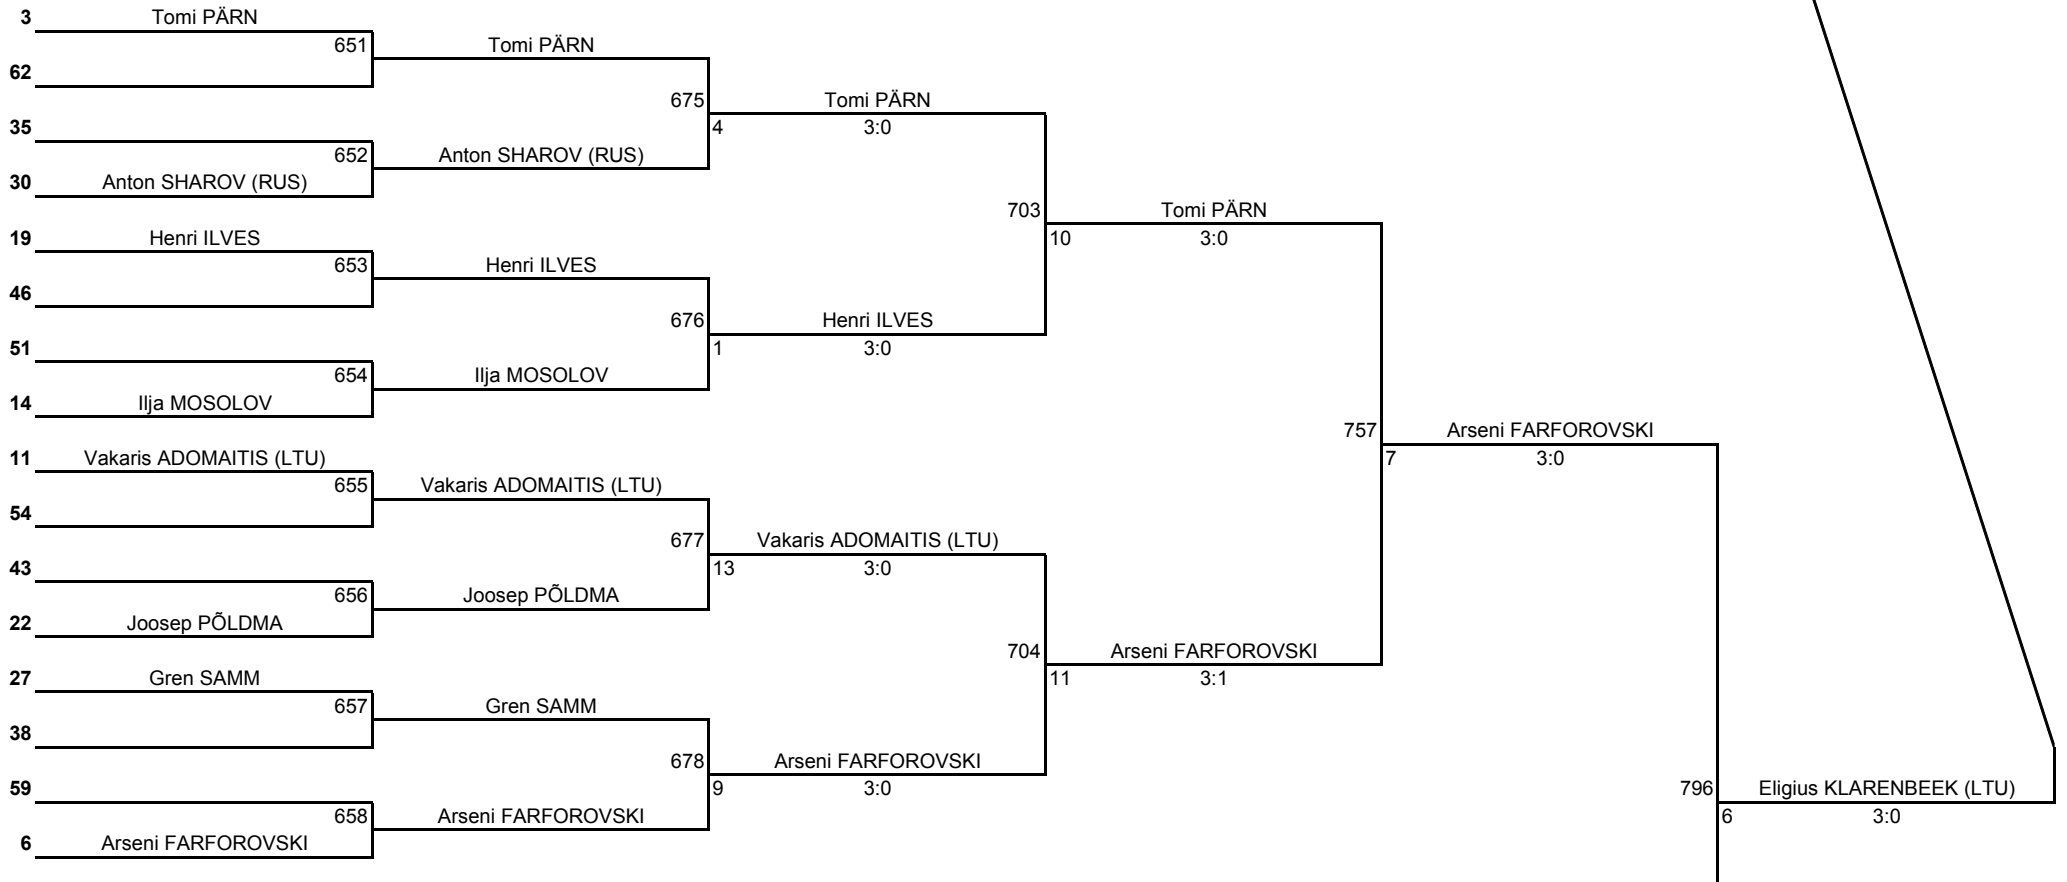 3 Tomi PÄRN
651 Tomi PÄRN
62
675 Tomi PÄRN
35
4 3:0
652 Anton SHAROV (RUS)
30 Anton SHAROV (RUS)
703 Tomi PÄRN
19 Henri ILVES
10 3:0
653 Henri ILVES
46
676 Henri ILVES
51
1 3:0
654 Ilja MOSOLOV
14 Ilja MOSOLOV
757 Arseni FARFOROVSKI
11 Vakaris ADOMAITIS (LTU)
7 3:0
655 Vakaris ADOMAITIS (LTU)
54
677 Vakaris ADOMAITIS (LTU)
43
13 3:0
656 Joosep PÕLDMA
22 Joosep PÕLDMA
704 Arseni FARFOROVSKI
27 Gren SAMM
11 3:1
657 Gren SAMM
38
678 Arseni FARFOROVSKI
59
9 3:0
796 Eligius KLARENBEEK (LTU)
658 Arseni FARFOROVSKI
6 3:0
6 Arseni FARFOROVSKI